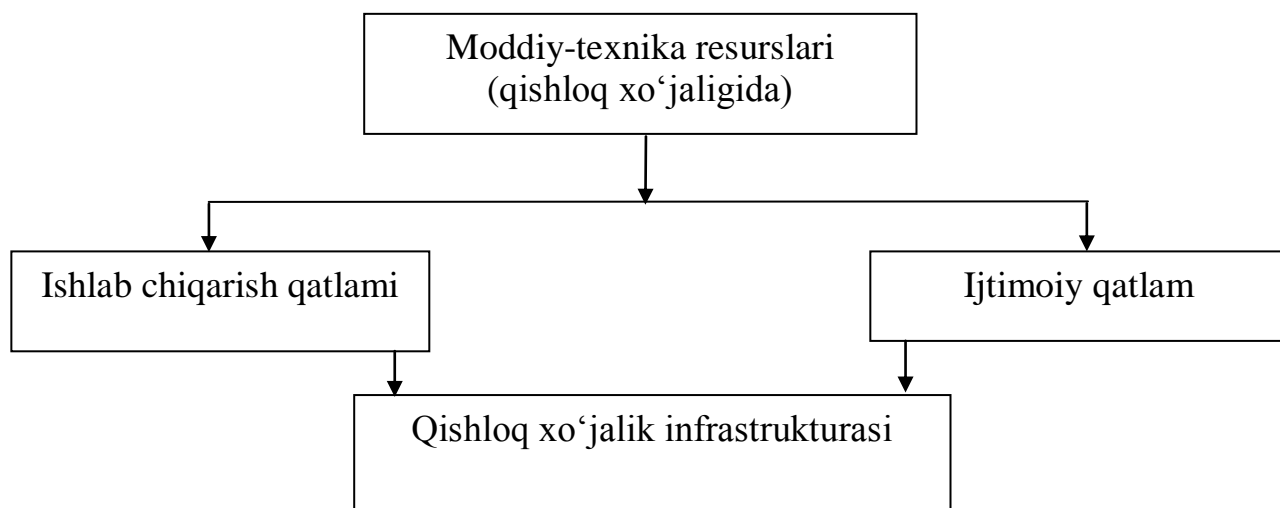 Moddiy-texnika resurslari
(qishloq xo‘jaligida)
Ishlab chiqarish qatlami
Ijtimoiy qatlam
Qishloq xo‘jalik infrastrukturasi